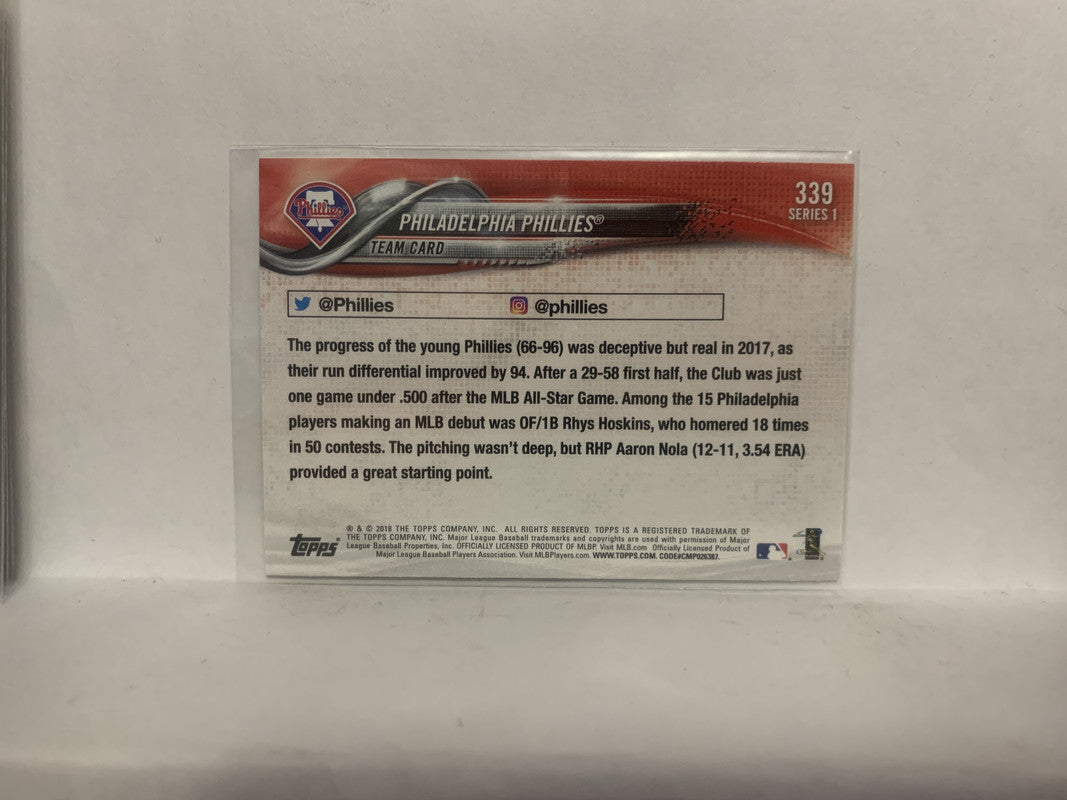 Phillies
PHILADELPHIA PHILLIES®
TEAM CARD
339
SERIES 1
@Phillies
@phillies
The progress of the young Phillies (66-96) was deceptive but real in 2017, as
their run differential improved by 94. After a 29-58 first half, the Club was just
one game under .500 after the MLB All-Star Game. Among the 15 Philadelphia
players making an MLB debut was OF/1B Rhys Hoskins, who homered 18 times
in 50 contests. The pitching wasn't deep, but RHP Aaron Nola (12-11, 3.54 ERA)
provided a great starting point.
Topps
® & © 2018 THE TOPPS COMPANY, INC. ALL RIGHTS RESERVED. TOPPS IS A REGISTERED TRADEMARK OF
THE TOPPS COMPANY, INC. Major League Baseball trademarks and copyrights are used with permission of Major
League Baseball Properties, Inc. OFFICIALLY LICENSED PRODUCT OF MLBP. Visit MLB.com. Officially Licensed Product of
Major League Baseball Players Association. Visit MLBPlayers.com. WWW.TOPPS.COM. CODE#CMP026387.